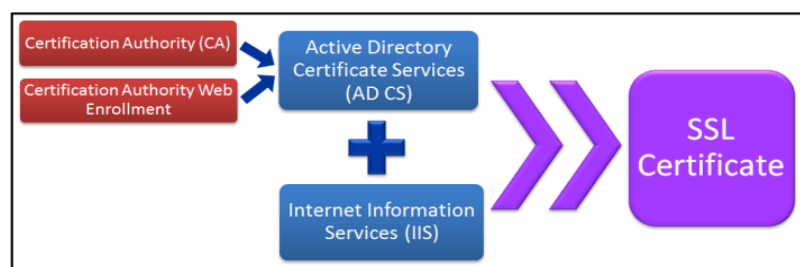 Certification Authority (CA)
Certification Authority Web
Enrollment
Active Directory
Certificate Services
(AD CS)
Internet Information
Services (IIS)
SSL
Certificate